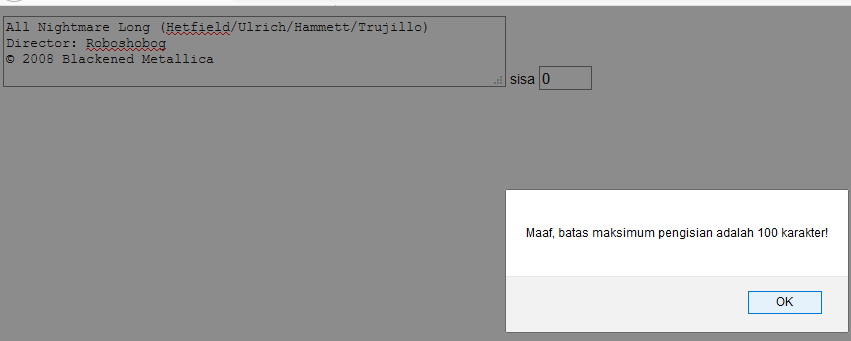 All Nightmare Long (Hetfield/Ulrich/Hammett/Trujillo)
Director: Roboshobog
© 2008 Blackened Metallica
sisa 0
Maaf, batas maksimum pengisian adalah 100 karakter!
OK